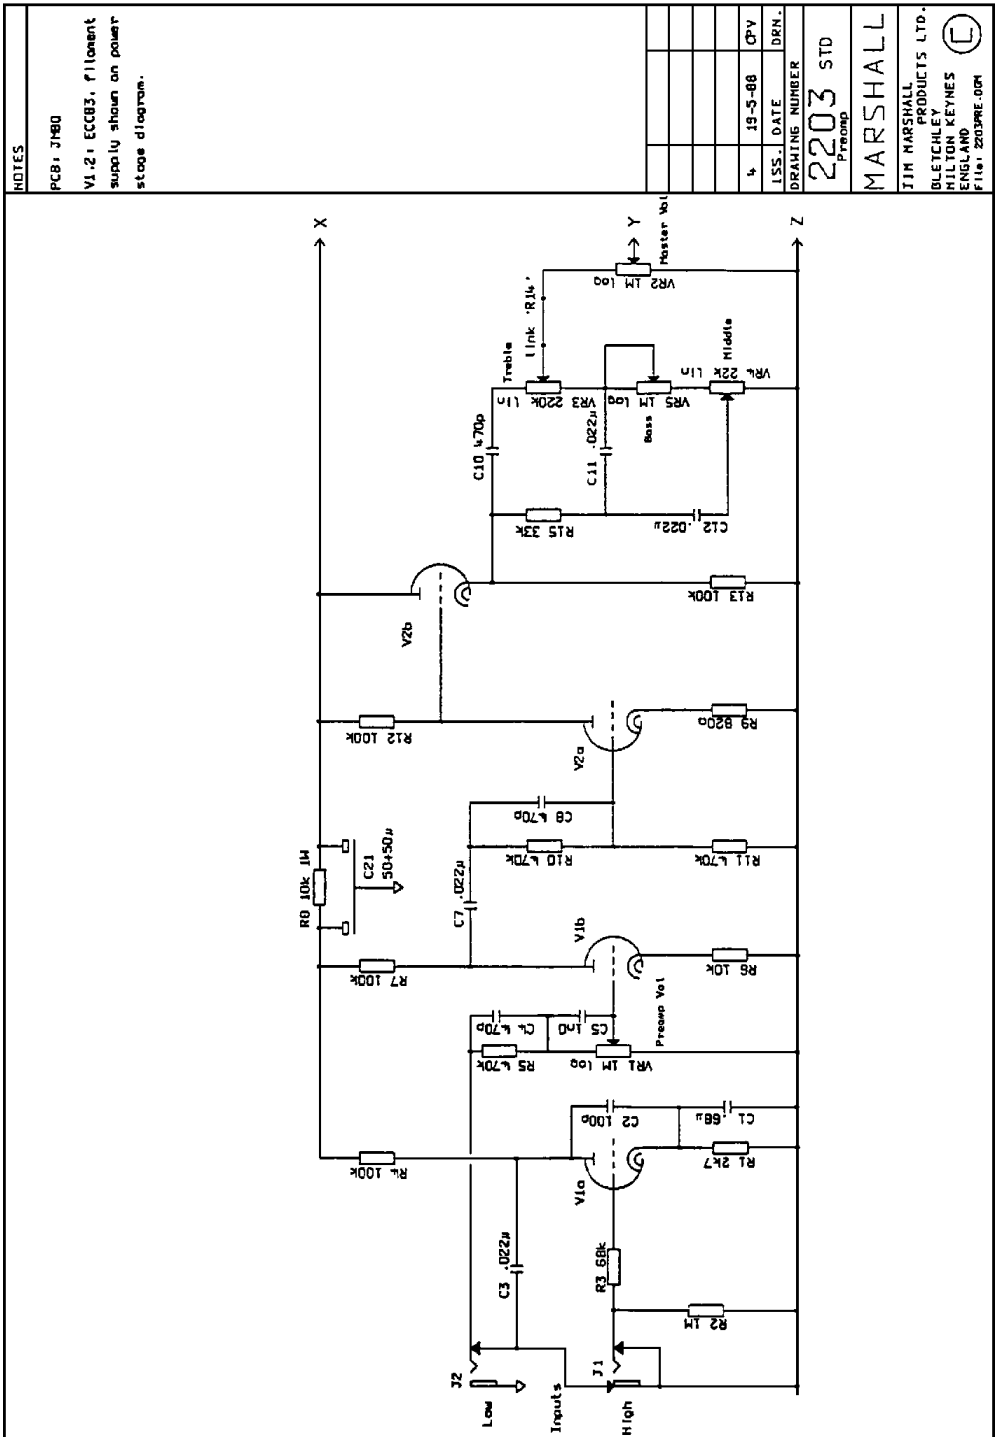 NOTES
PCB: JM80
V1,2: ECC83, filament
supply shown on power
stage diagram.
4 19-5-88 CPV
ISS. DATE DRN.
DRAWING NUMBER
2203 STD
Preamp
MARSHALL
JIM MARSHALL
PRODUCTS LTD.
BLETCHLEY
MILTON KEYNES
ENGLAND
File: 2203PRE.DGM
C
X
Y
Z
Master Vol
VR2 1M log
Link 'R14'
Treble
VR3 220k lin
C10 470p
C11 .022µ
VR5 1M log
Bass
VR4 22k lin
Middle
R15 33k
C12 .022µ
R13 100k
V2b
R12 100k
V2a
R9 820p
C8 470p
R10 470k
R11 470k
R8 10k 1W
C21
50+50µ
C7 .022µ
R7 100k
V1b
R6 10k
C4 470p
C5 1n0
R5 470k
VR1 1M log
Preamp Vol
C2 100p
C1 .68µ
R4 100k
V1a
R1 2k7
C3 .022µ
R3 68k
R2 1M
J2
J1
Low
Inputs
High